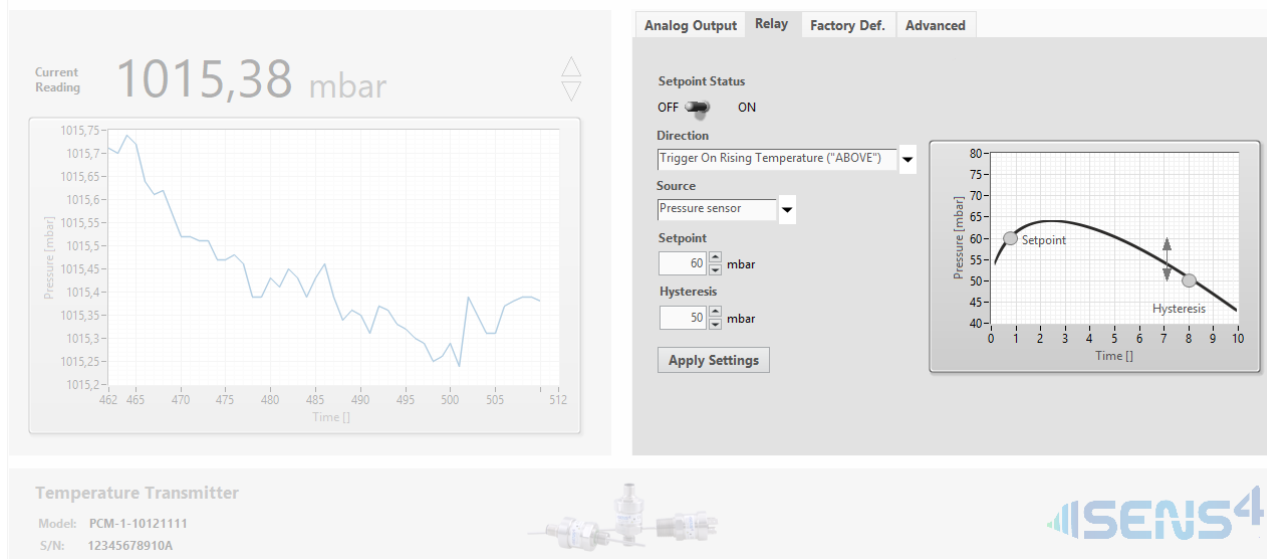 Current
Reading
1015,38 mbar
1015,75
1015,7
1015,65
1015,6
1015,55
1015,5
1015,45
1015,4
1015,35
1015,3
1015,25
1015,2
Pressure [mbar]
462 465 470 475 480 485 490 495 500 505 512
Time []
Analog Output Relay Factory Def. Advanced
Setpoint Status
OFF ON
Direction
Trigger On Rising Temperature ("ABOVE")
Source
Pressure sensor
Setpoint
60 mbar
Hysteresis
50 mbar
Apply Settings
80
75
70
65
60
55
50
45
40
Pressure [mbar]
Setpoint
Hysteresis
0 1 2 3 4 5 6 7 8 9 10
Time []
Temperature Transmitter
Model: PCM-1-10121111
S/N: 12345678910A
SENS4